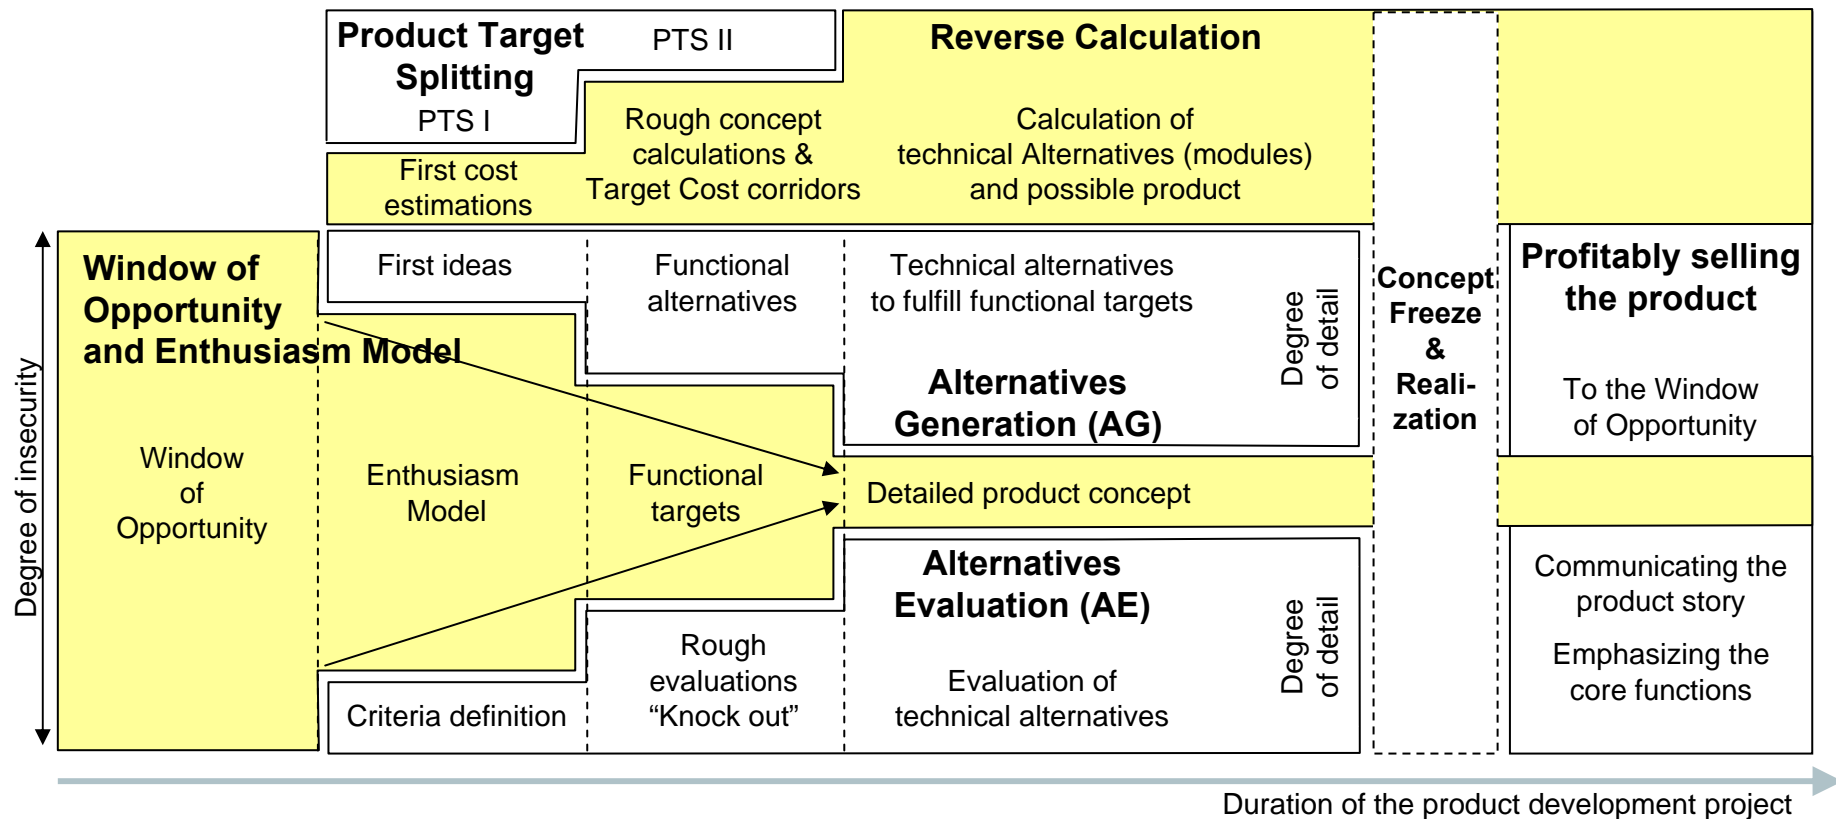 Product Target
Splitting
PTS I
PTS II
Reverse Calculation
First cost
estimations
Rough concept
calculations &
Target Cost corridors
Calculation of
technical Alternatives (modules)
and possible product
Degree of insecurity
Window of
Opportunity
and Enthusiasm Model
Window
of
Opportunity
First ideas
Functional
alternatives
Technical alternatives
to fulfill functional targets
Alternatives
Generation (AG)
Degree
of detail
Enthusiasm
Model
Functional
targets
Detailed product concept
Alternatives
Evaluation (AE)
Criteria definition
Rough
evaluations
“Knock out”
Evaluation of
technical alternatives
Degree
of detail
Concept
Freeze
&
Reali-
zation
Profitably selling
the product
To the Window
of Opportunity
Communicating the
product story
Emphasizing the
core functions
Duration of the product development project